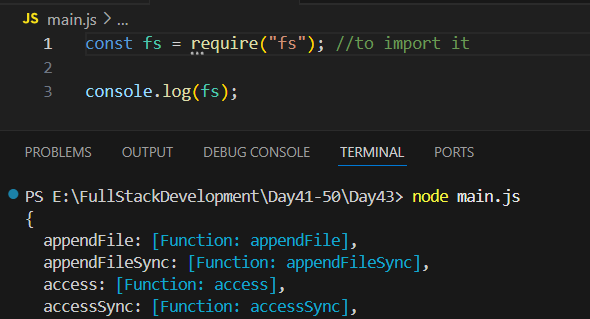 JS main.js > ...
1 const fs = require("fs"); //to import it
2
3 console.log(fs);
PROBLEMS OUTPUT DEBUG CONSOLE TERMINAL PORTS
PS E:\FullStackDevelopment\Day41-50\Day43> node main.js
{
appendFile: [Function: appendFile],
appendFileSync: [Function: appendFileSync],
access: [Function: access],
accessSync: [Function: accessSync],